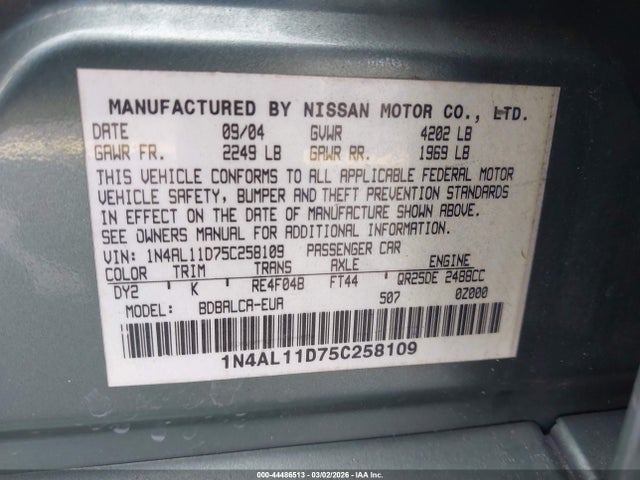 MANUFACTURED BY NISSAN MOTOR CO., LTD.
DATE 09/04 GVWR 4202 LB
GAWR FR. 2249 LB GAWR RR. 1969 LB
THIS VEHICLE CONFORMS TO ALL APPLICABLE FEDERAL MOTOR
VEHICLE SAFETY, BUMPER AND THEFT PREVENTION STANDARDS
IN EFFECT ON THE DATE OF MANUFACTURE SHOWN ABOVE.
SEE OWNERS MANUAL FOR ADDITIONAL INFORMATION.
VIN: 1N4AL11D75C258109 PASSENGER CAR
COLOR TRIM TRANS AXLE ENGINE
DY2 K RE4F04B FT44 QR25DE 2488CC
MODEL: BDBALCA-EUA 507 0Z000
1N4AL11D75C258109
000-44486513 | 03/02/2026 - IAA Corp.